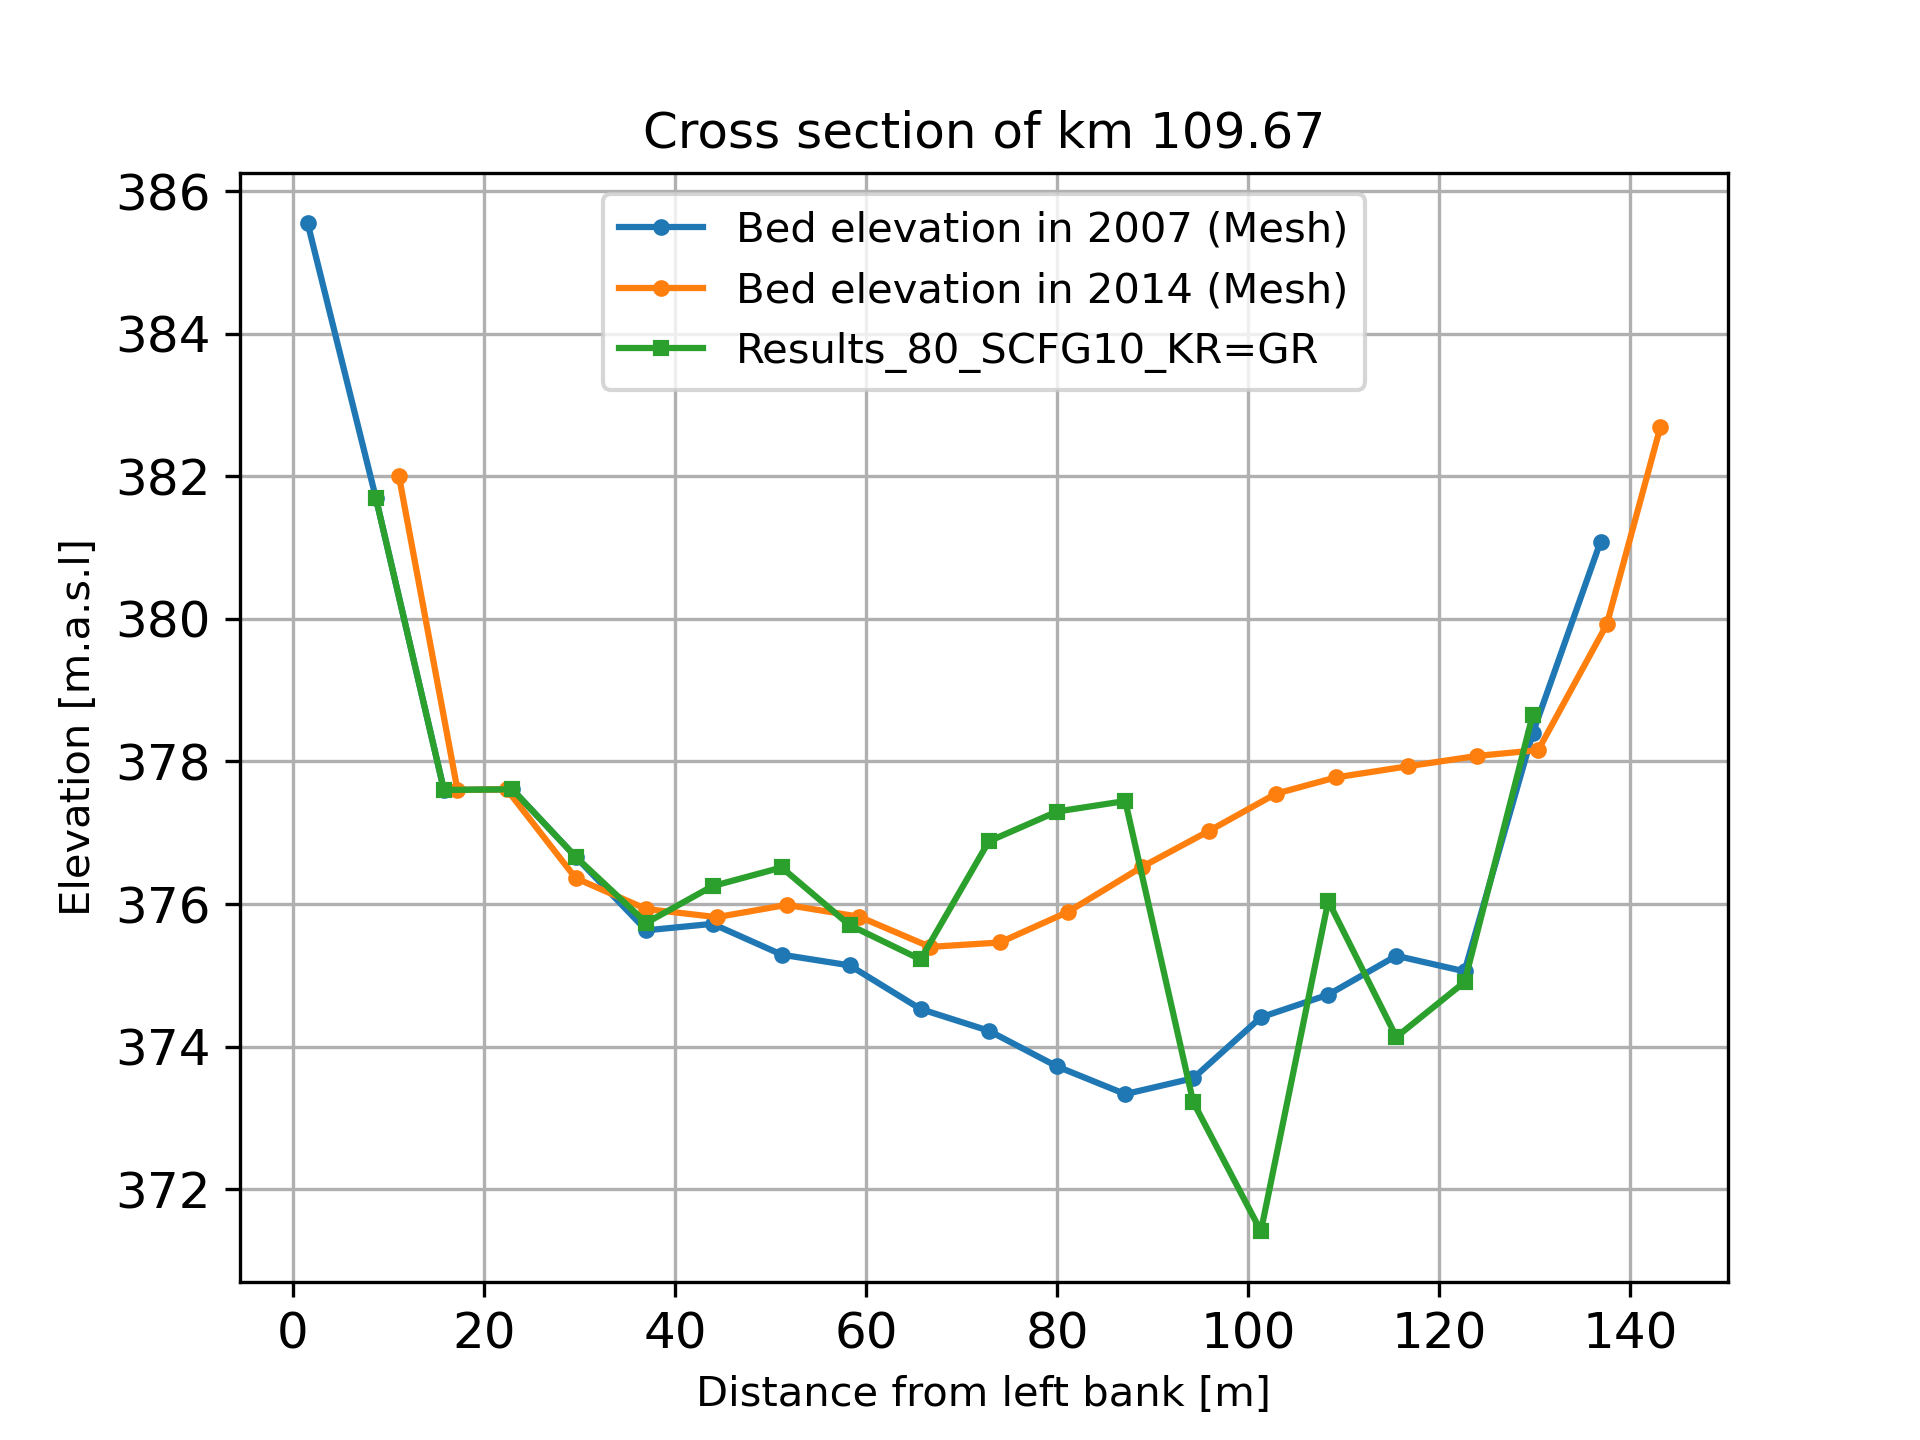 Cross section of km 109.67
386
384
382
380
378
376
374
372
Elevation [m.a.s.l]
Bed elevation in 2007 (Mesh)
Bed elevation in 2014 (Mesh)
Results_80_SCFG10_KR=GR
0 20 40 60 80 100 120 140
Distance from left bank [m]